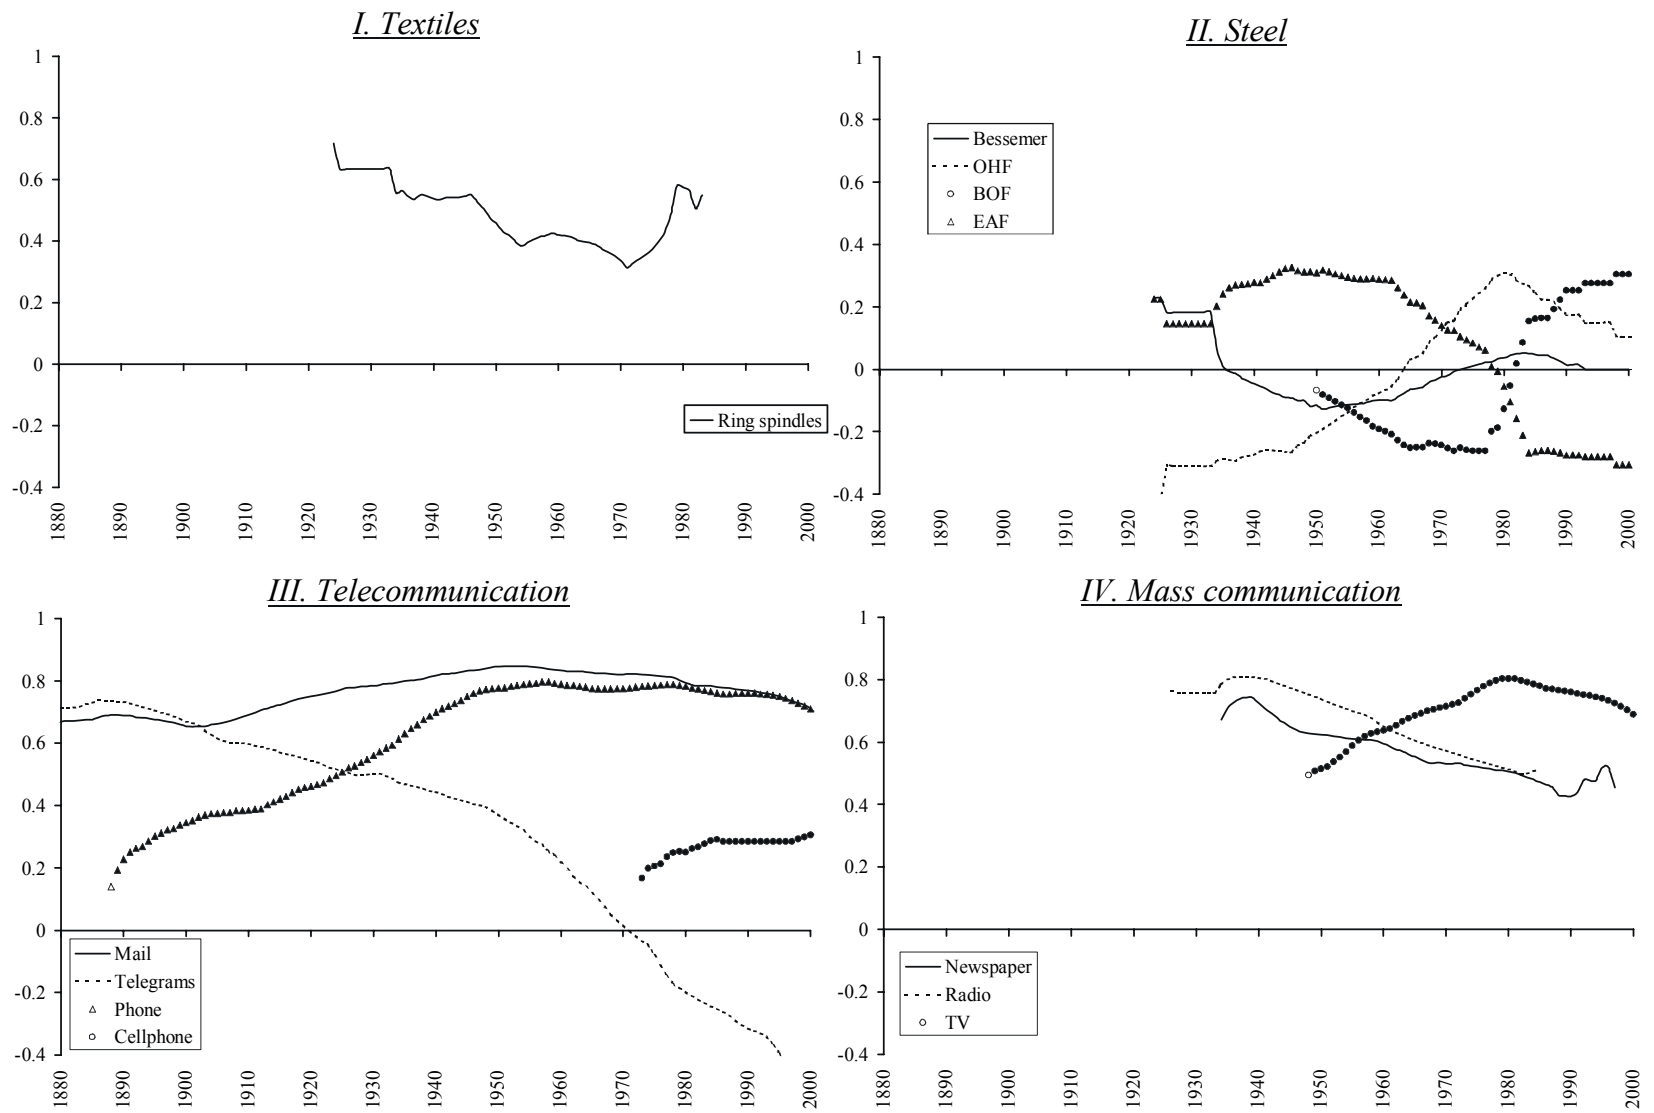 I. Textiles
1
0.8
0.6
0.4
0.2
0
-0.2
-0.4
Ring spindles
1880 1890 1900 1910 1920 1930 1940 1950 1960 1970 1980 1990 2000
II. Steel
1
0.8
0.6
0.4
0.2
0
-0.2
-0.4
Bessemer
OHF
BOF
EAF
1880 1890 1900 1910 1920 1930 1940 1950 1960 1970 1980 1990 2000
III. Telecommunication
1
0.8
0.6
0.4
0.2
0
-0.2
-0.4
Mail
Telegrams
Phone
Cellphone
1880 1890 1900 1910 1920 1930 1940 1950 1960 1970 1980 1990 2000
IV. Mass communication
1
0.8
0.6
0.4
0.2
0
-0.2
-0.4
Newspaper
Radio
TV
1880 1890 1900 1910 1920 1930 1940 1950 1960 1970 1980 1990 2000